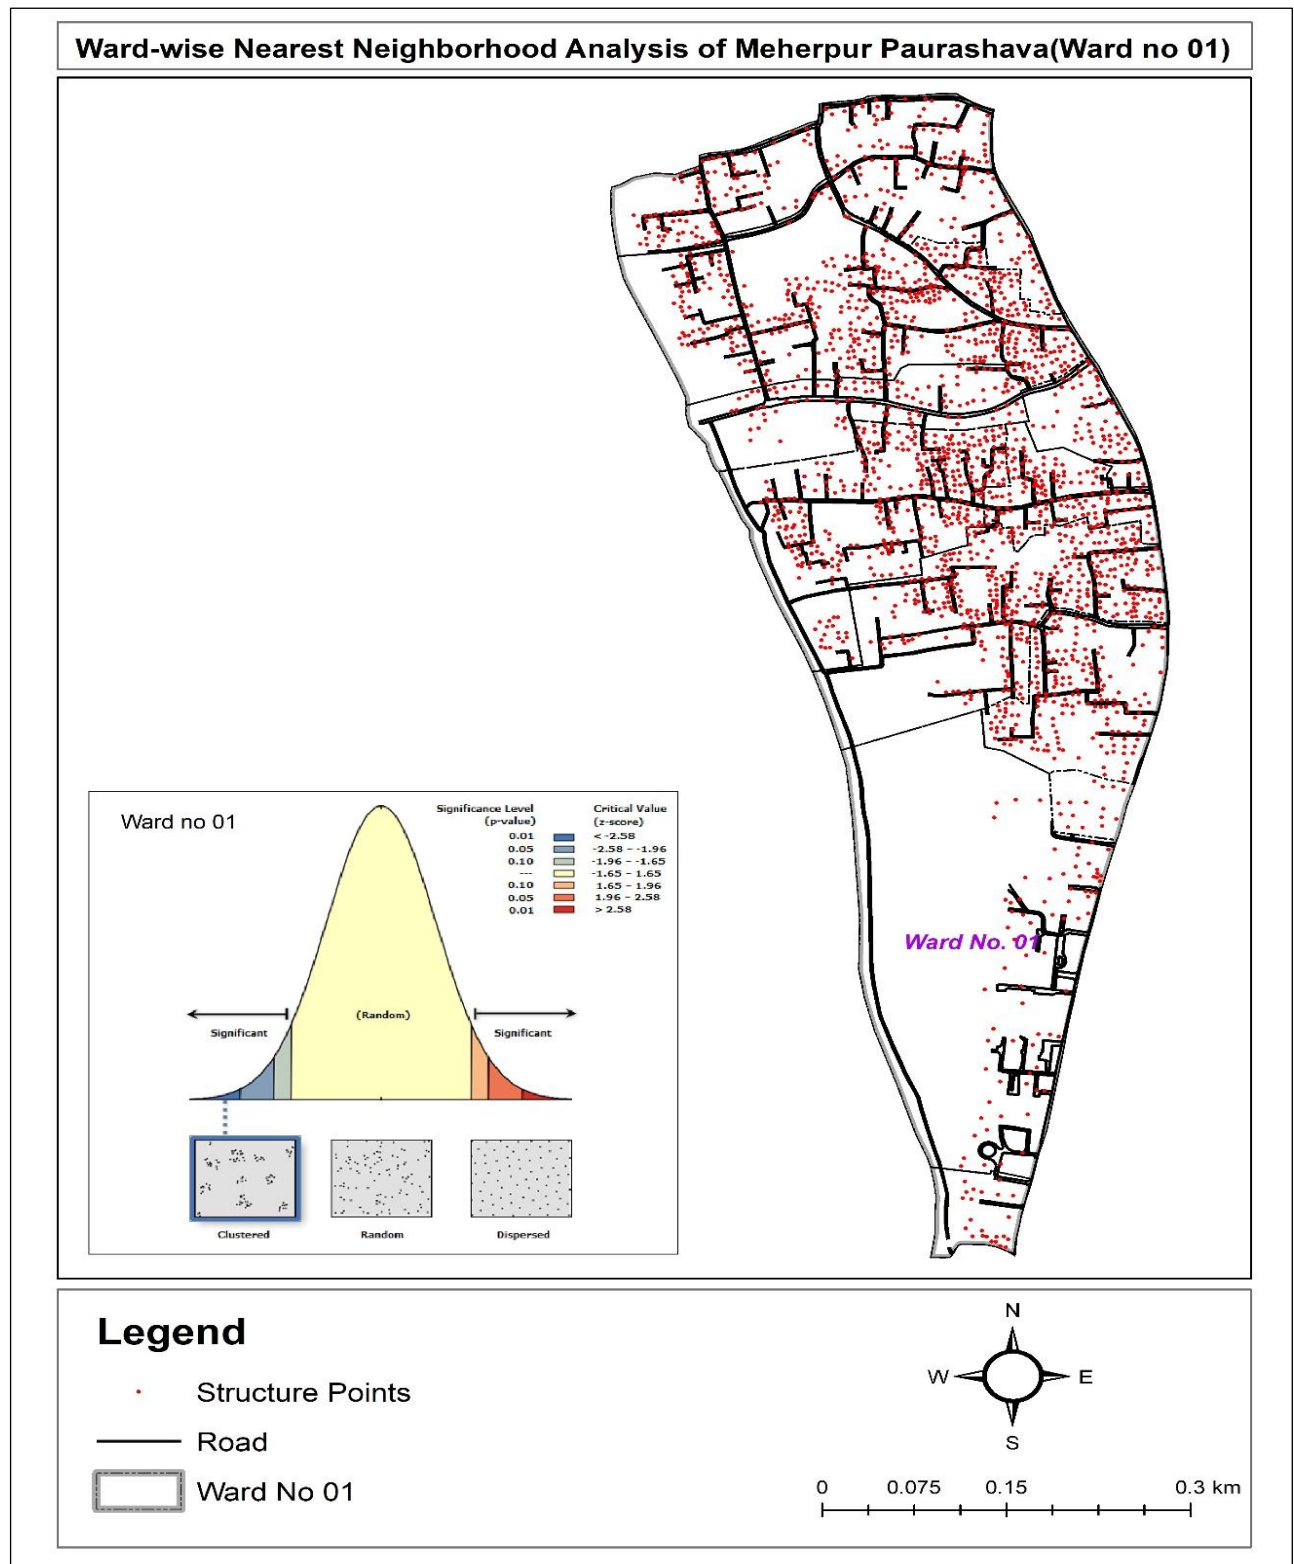 Ward-wise Nearest Neighborhood Analysis of Meherpur Paurashava(Ward no 01)
Ward No. 01
Ward no 01
Significance Level
(p-value)
Critical Value
(z-score)
0.01 < -2.58
0.05 -2.58 - -1.96
0.10 -1.96 - -1.65
--- -1.65 - 1.65
0.10 1.65 - 1.96
0.05 1.96 - 2.58
0.01 > 2.58
Significant
(Random)
Significant
Clustered
Random
Dispersed
Legend
Structure Points
Road
Ward No 01
N
W E
S
0 0.075 0.15 0.3 km